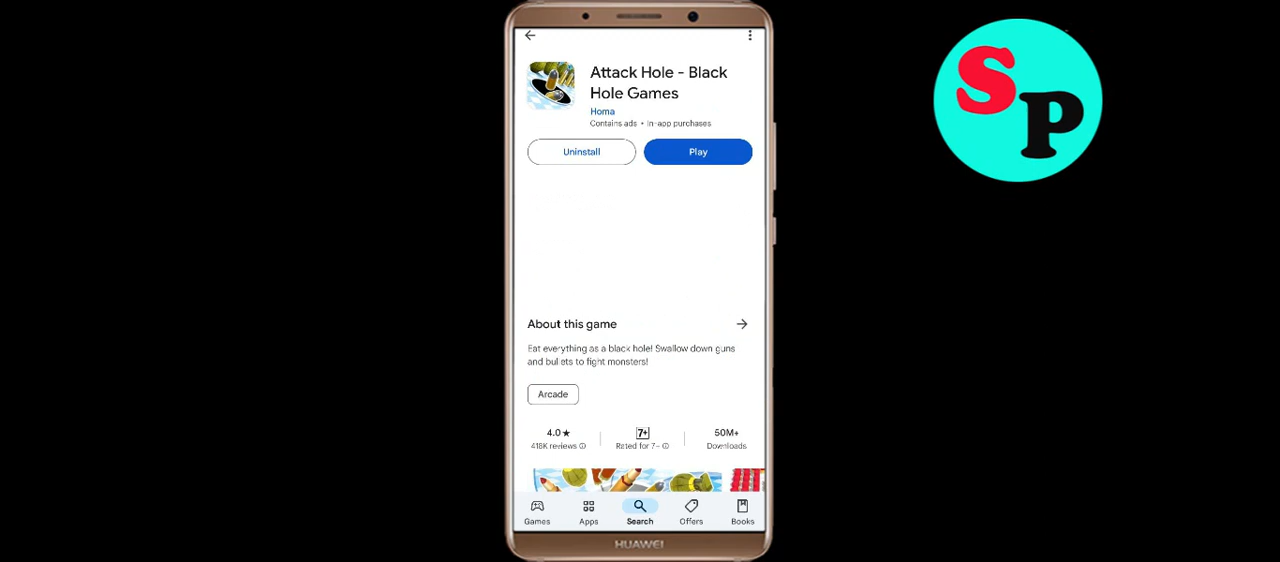 Attack Hole - Black
Hole Games
Homa
Contains ads • In-app purchases
Uninstall
Play
About this game
Eat everything as a black hole! Swallow down guns
and bullets to fight monsters!
Arcade
4.0★
7+
50M+
418K reviews
Rated for 7+
Downloads
Games
Apps
Search
Offers
Books
HUAWEI
SP